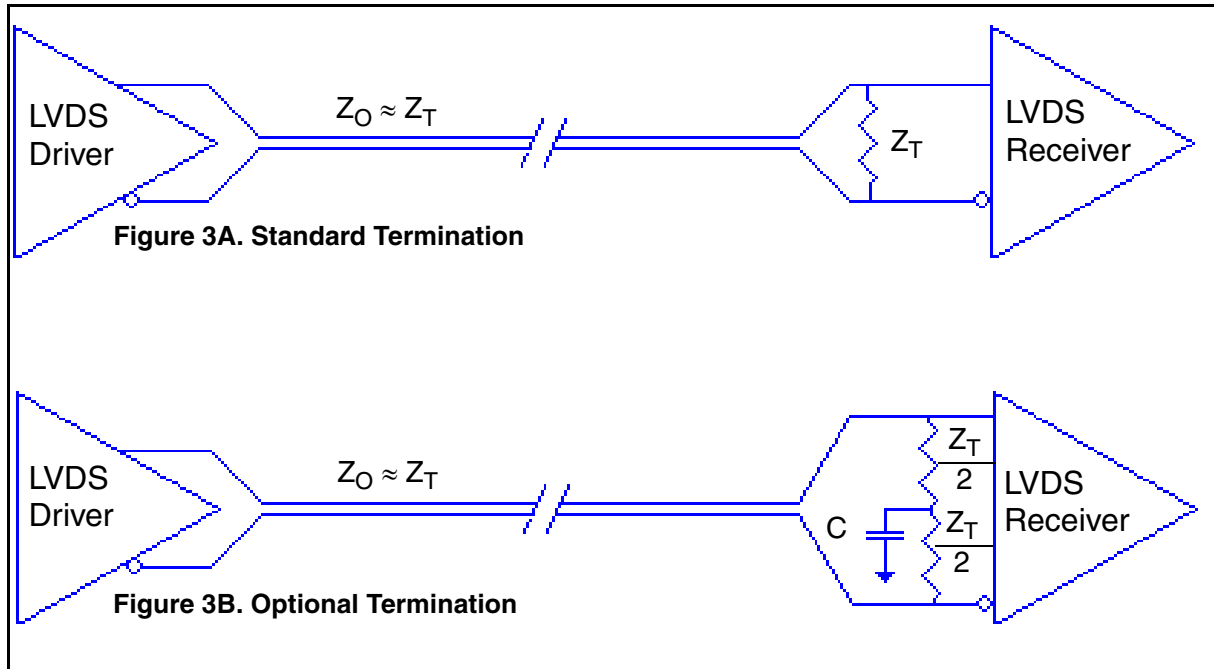 LVDS
Driver
Z_O ≈ Z_T
Z_T
LVDS
Receiver
Figure 3A. Standard Termination
LVDS
Driver
Z_O ≈ Z_T
C
Z_T
2
Z_T
2
LVDS
Receiver
Figure 3B. Optional Termination